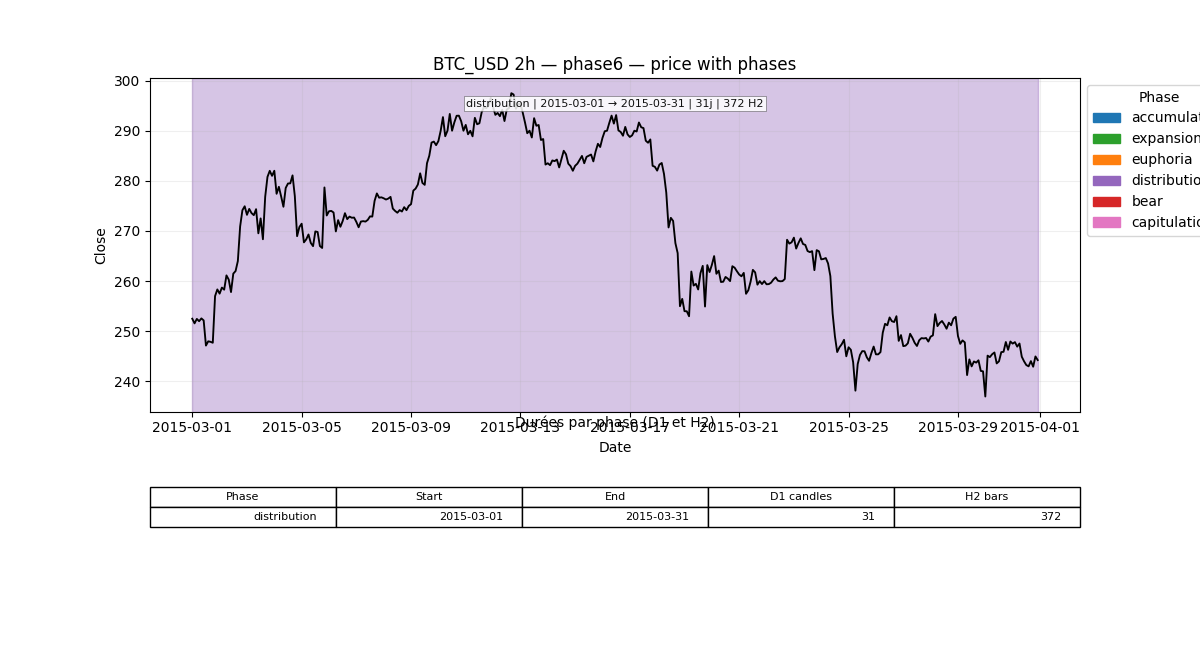 BTC_USD 2h — phase6 — price with phases
300
290
280
270
260
250
240
Close
distribution | 2015-03-01 → 2015-03-31 | 31j | 372 H2
Phase
accumulat
expansion
euphoria
distributio
bear
capitulatio
2015-03-01 2015-03-05 2015-03-09 2015-03-13 2015-03-17 2015-03-21 2015-03-25 2015-03-29 2015-04-01
Durées par phase (D1 et H2)
Date
Phase Start End D1 candles H2 bars
distribution 2015-03-01 2015-03-31 31 372